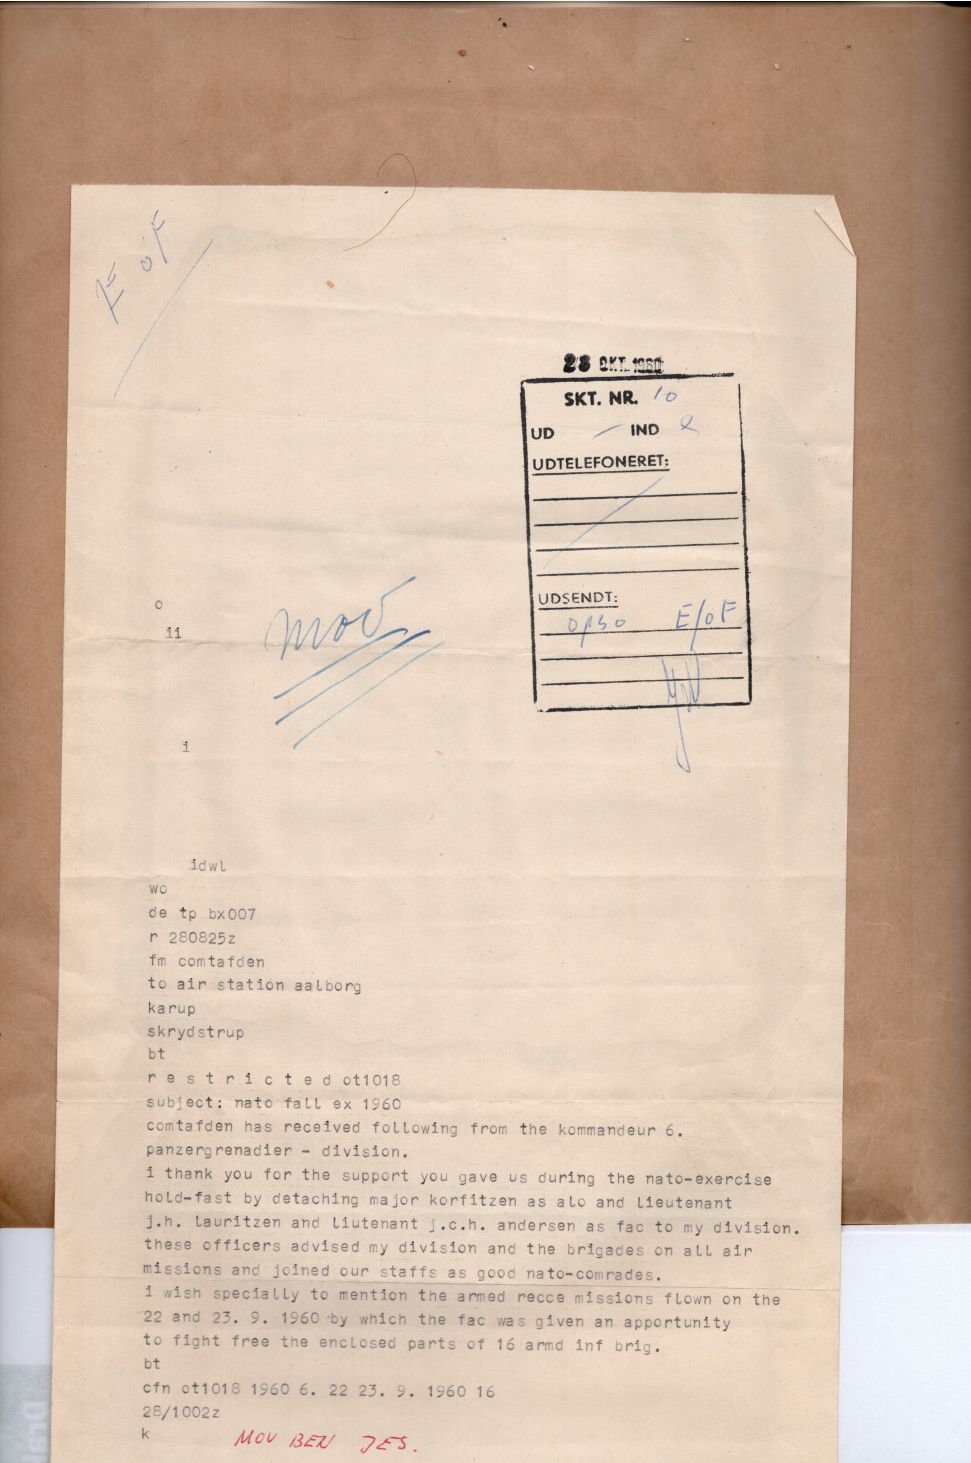 E o F
28 OKT. 1960
SKT. NR. 10
UD IND
UDTELEFONERET:
o
UDSENDT:
opso E/oF
ii
mov
i
idwl
wo
de tp bx007
r 280825z
fm comtafden
to air station aalborg
karup
skrydstrup
bt
r e s t r i c t e d ot1018
subject: nato fall ex 1960
comtafden has received following from the kommandeur 6.
panzergrenadier - division.
i thank you for the support you gave us during the nato-exercise
hold-fast by detaching major korfitzen as alo and lieutenant
j.h. lauritzen and liutenant j.c.h. andersen as fac to my division.
these officers advised my division and the brigades on all air
missions and joined our staffs as good nato-comrades.
i wish specially to mention the armed recce missions flown on the
22 and 23. 9. 1960 by which the fac was given an apportunity
to fight free the enclosed parts of 16 armd inf brig.
bt
cfn ot1018 1960 6. 22 23. 9. 1960 16
28/1002z
k
MOV BEN JES.